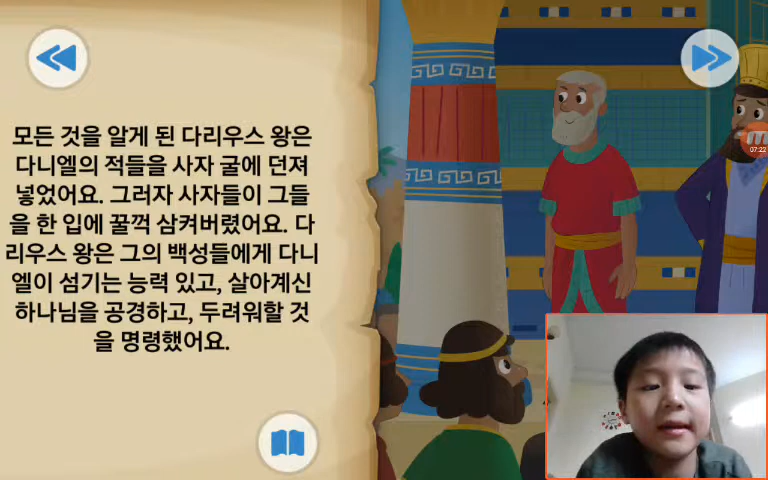 모든 것을 알게 된 다리우스 왕은
다니엘의 적들을 사자 굴에 던져
넣었어요. 그러자 사자들이 그들
을 한 입에 꿀꺽 삼켜버렸어요. 다
리우스 왕은 그의 백성들에게 다니
엘이 섬기는 능력 있고, 살아계신
하나님을 공경하고, 두려워할 것
을 명령했어요.
07:22